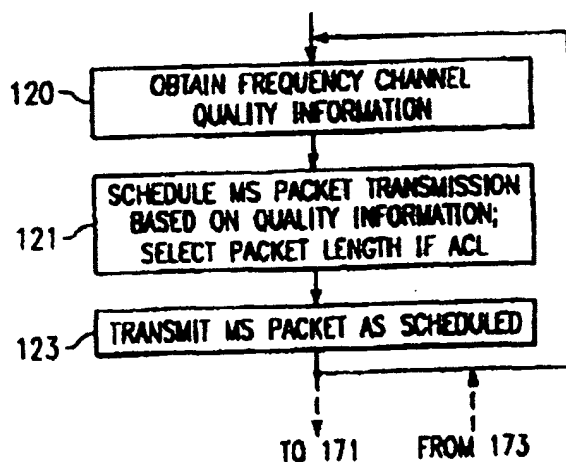 120
OBTAIN FREQUENCY CHANNEL
QUALITY INFORMATION
121
SCHEDULE MS PACKET TRANSMISSION
BASED ON QUALITY INFORMATION;
SELECT PACKET LENGTH IF ACL
123
TRANSMIT MS PACKET AS SCHEDULED
TO 171
FROM 173